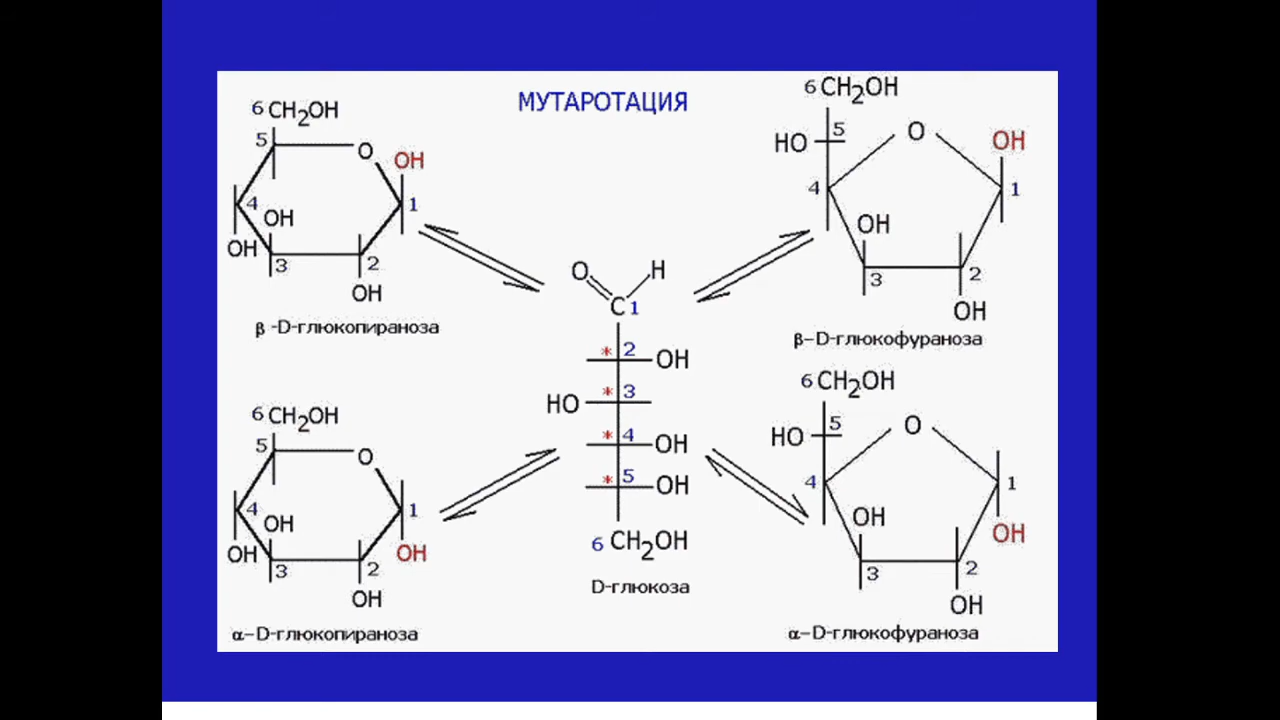 МУТАРОТАЦИЯ
6 CH2OH
5
O
OH
4
1
OH
OH
3
2
OH
β -D-глюкопираноза
6 CH2OH
5
HO
O
OH
4
1
OH
3
2
OH
β-D-глюкофураноза
O
H
C 1
* 2 OH
HO * 3
* 4 OH
* 5 OH
6 CH2OH
D-глюкоза
6 CH2OH
5
O
4
1
OH
OH
OH
3
2
OH
α-D-глюкопираноза
6 CH2OH
5
HO
O
4
1
OH
OH
3
2
OH
α-D-глюкофураноза